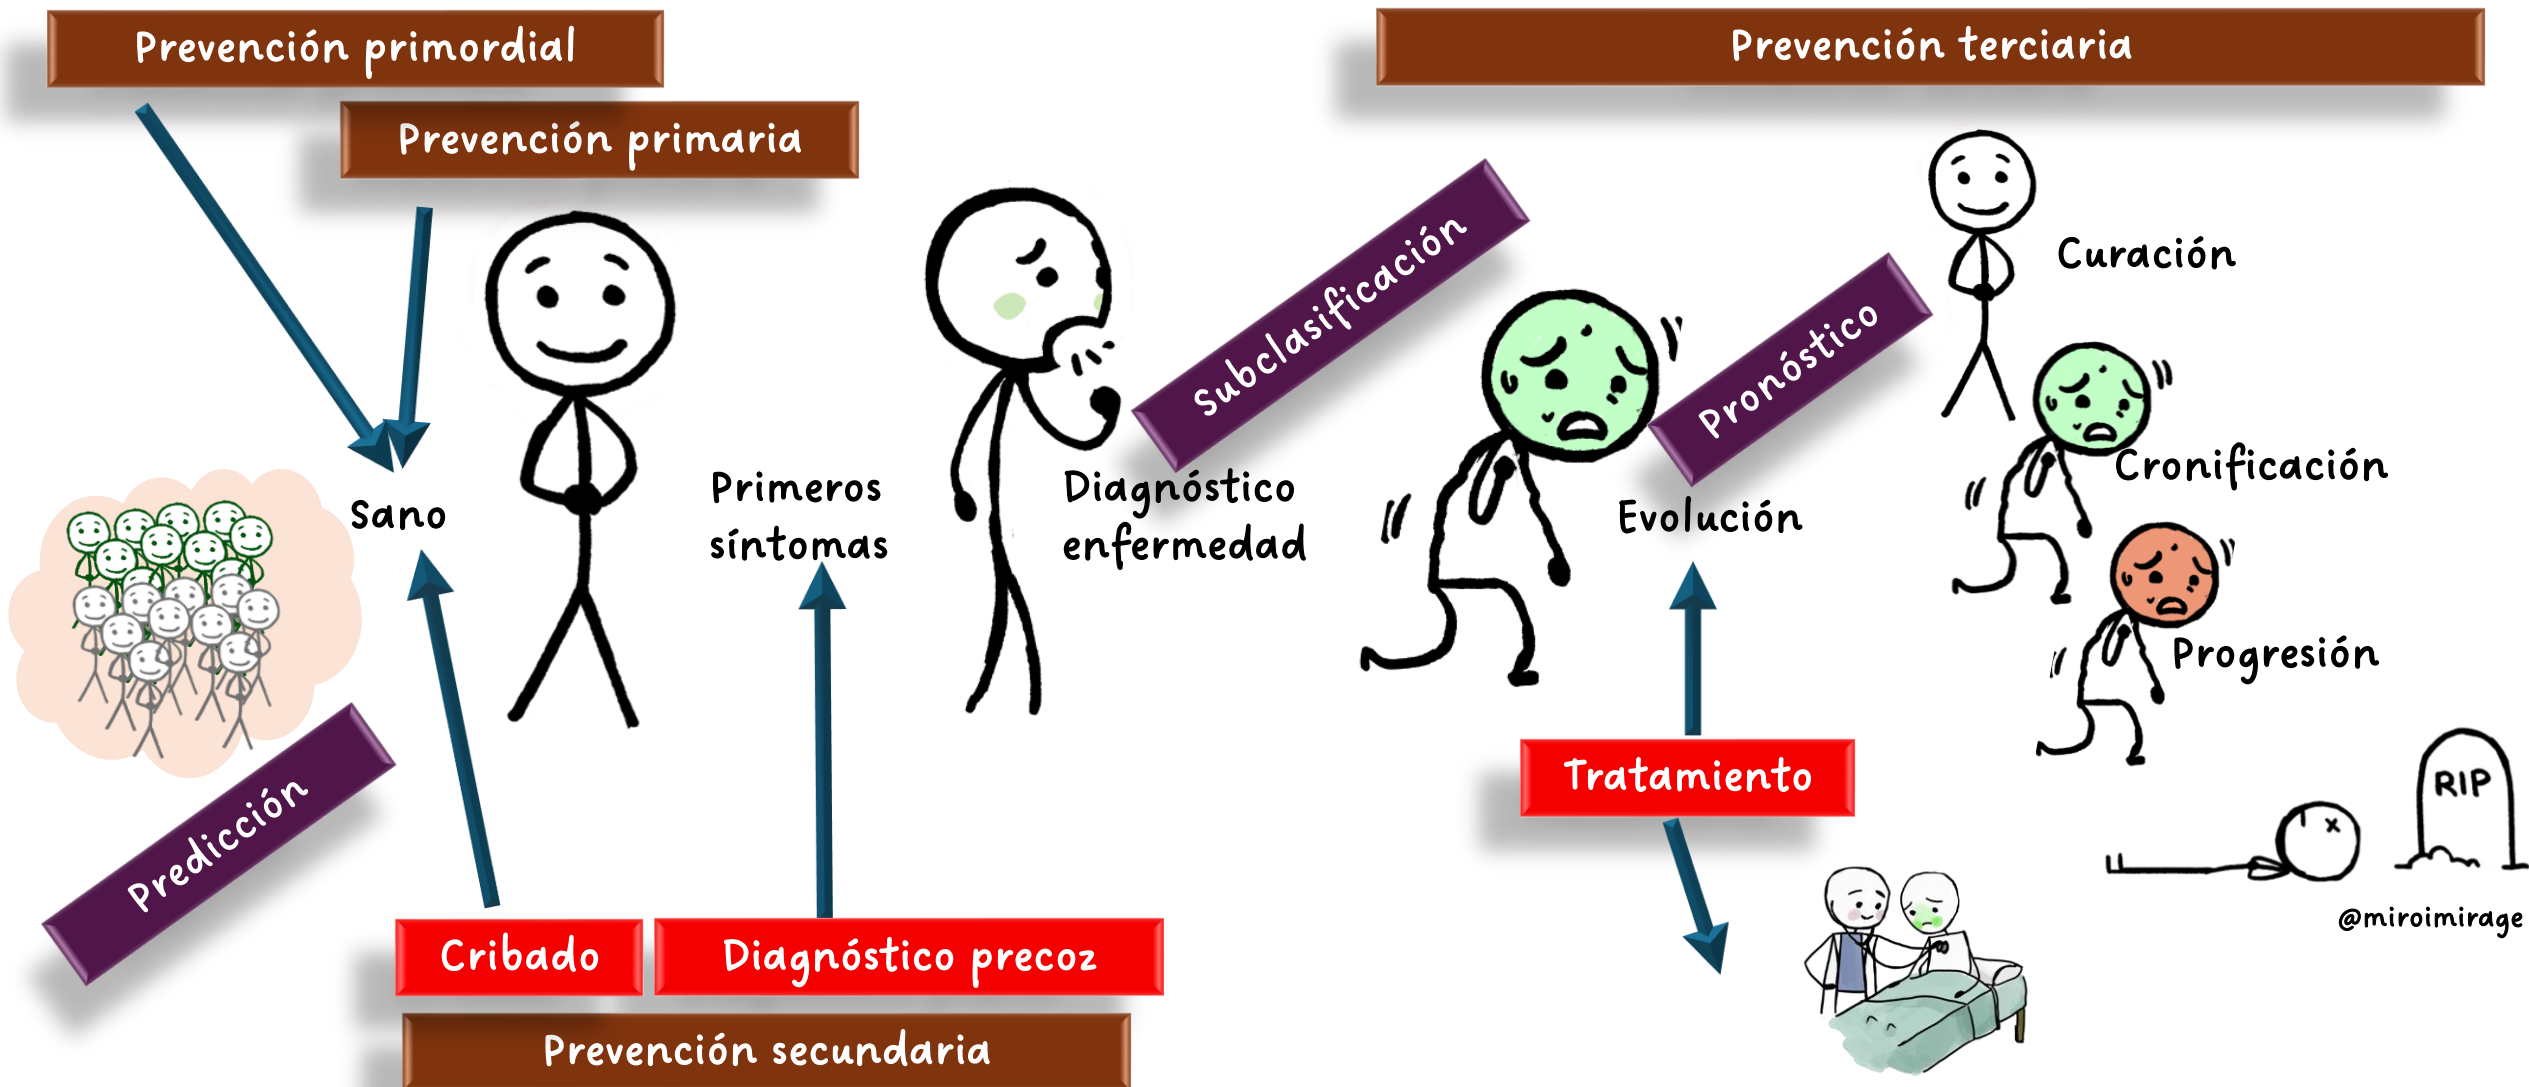 Prevención primordial
Prevención terciaria
Prevención primaria
Curación
Subclasificación
Pronóstico
Sano
Primeros
síntomas
Diagnóstico
enfermedad
Evolución
Cronificación
Progresión
Predicción
Tratamiento
RIP
@miroimirage
Cribado
Diagnóstico precoz
Prevención secundaria